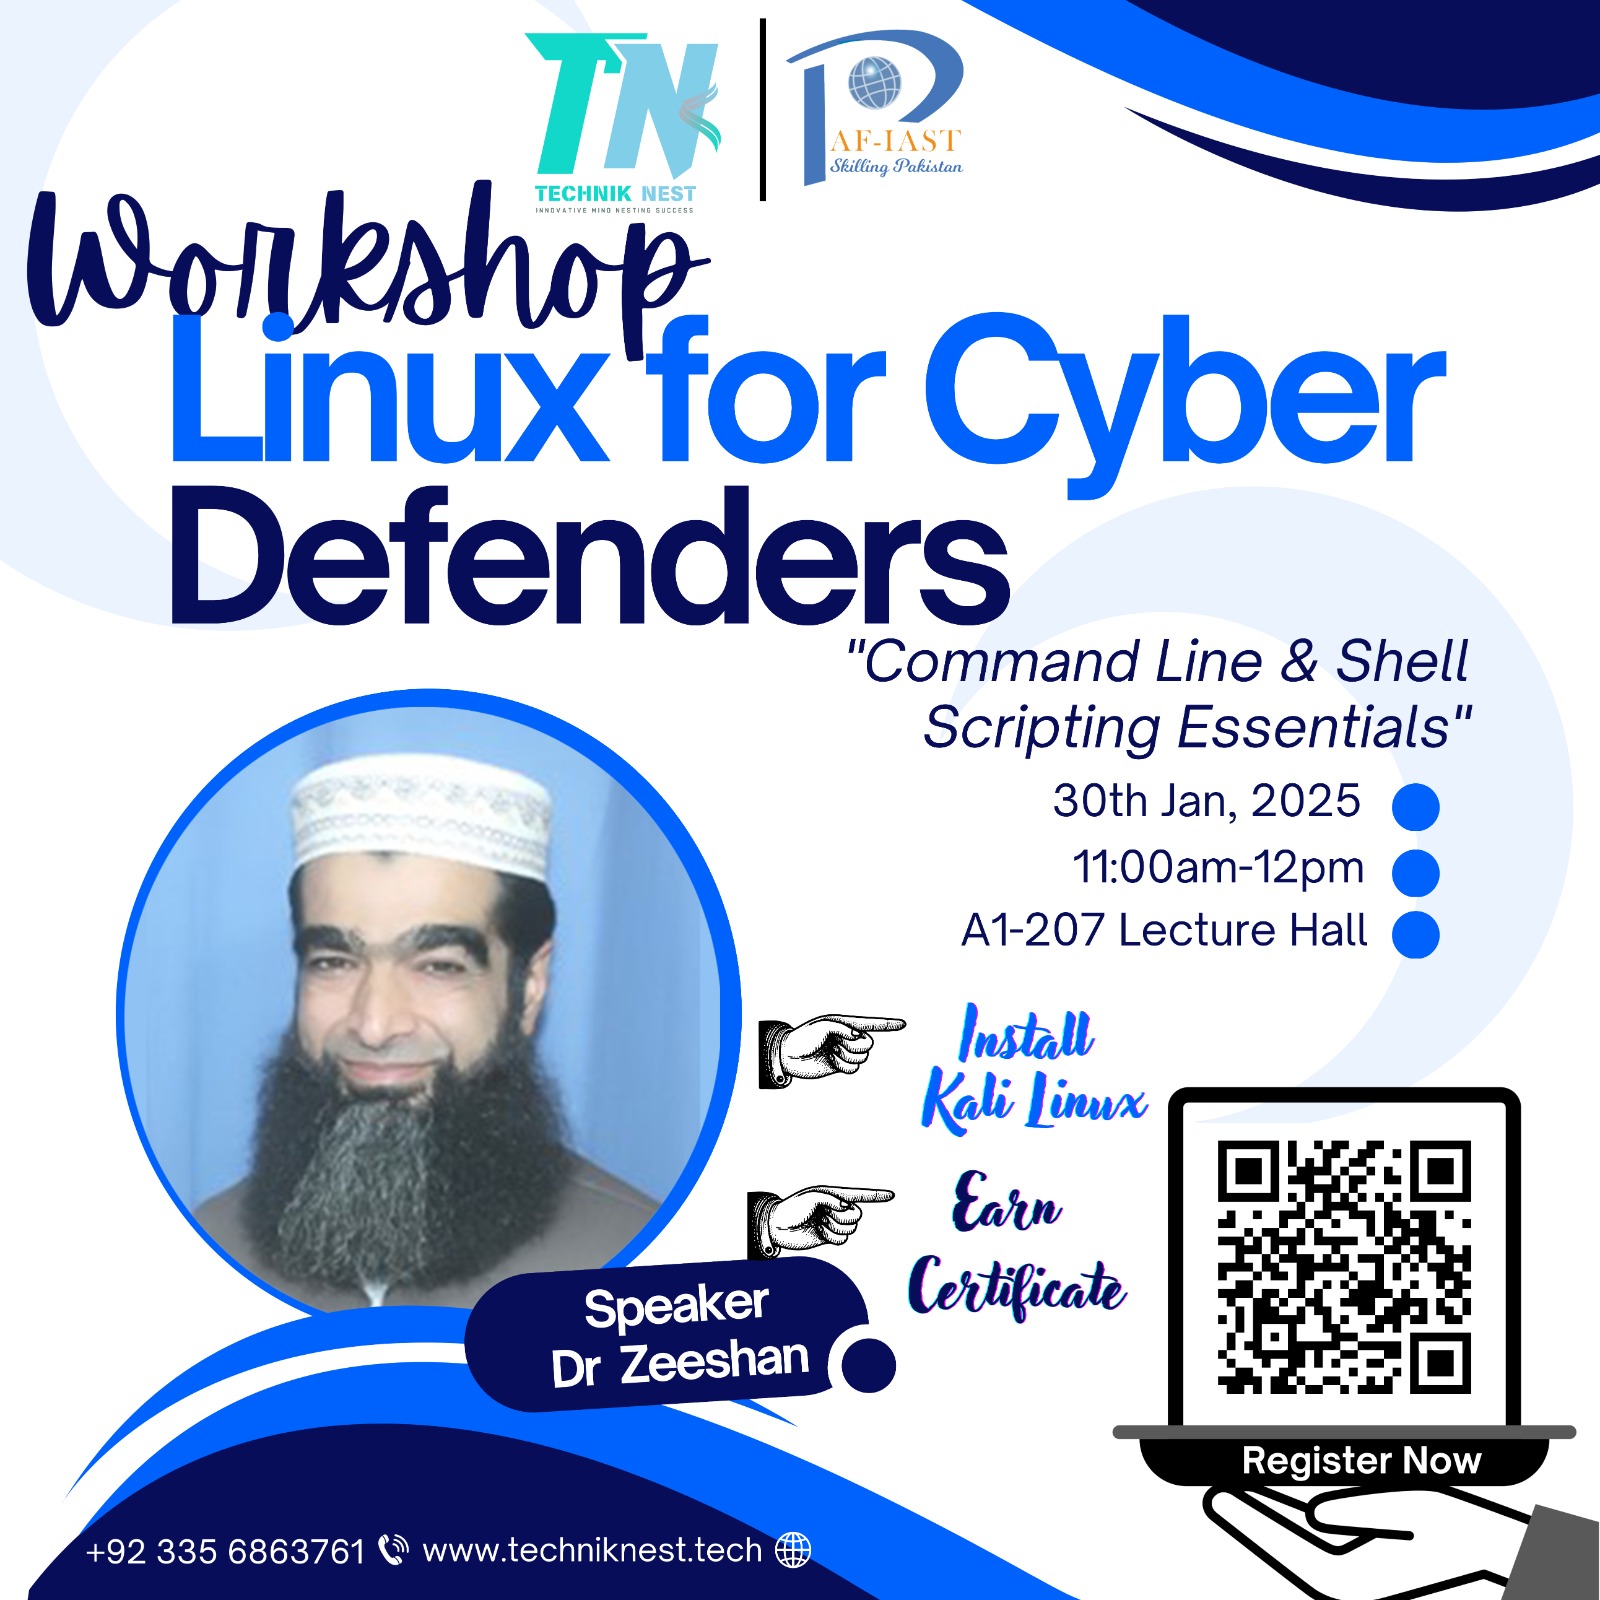 TN
TECHNIK NEST
INNOVATIVE MIND NESTING SUCCESS
PAF-IAST
Skilling Pakistan
Workshop
Linux for Cyber
Defenders
"Command Line & Shell
Scripting Essentials"
30th Jan, 2025
11:00am-12pm
A1-207 Lecture Hall
Install
Kali Linux
Earn
Certificate
Speaker
Dr Zeeshan
Register Now
+92 335 6863761 www.techniknest.tech